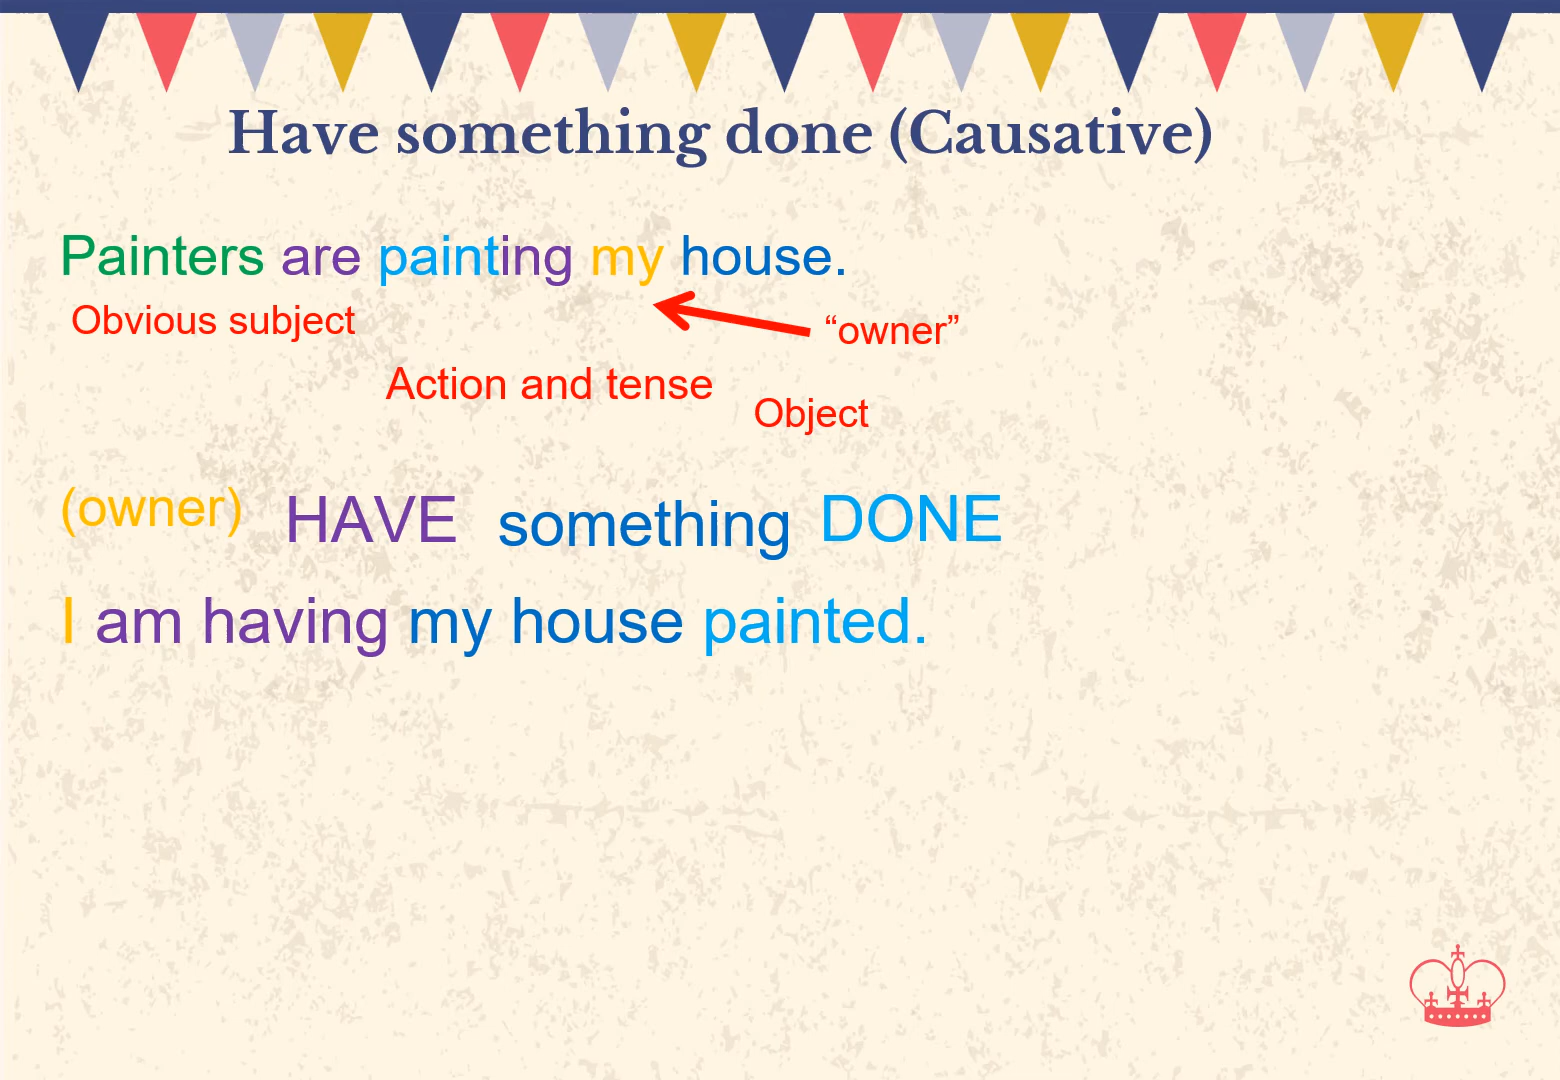 Have something done (Causative)
Painters are painting my house.
Obvious subject
“owner”
Action and tense
Object
(owner) HAVE something DONE
I am having my house painted.